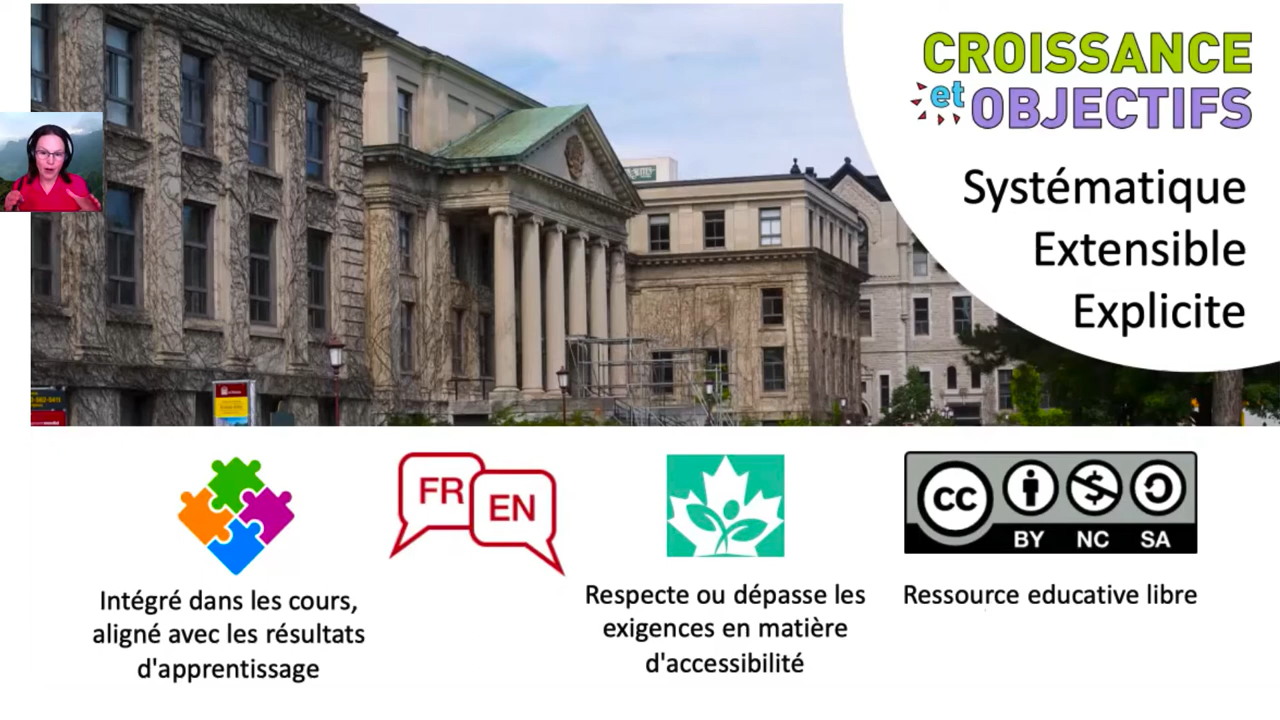 CROISSANCE
et OBJECTIFS
Systématique
Extensible
Explicite
FR
EN
cc
BY NC SA
Intégré dans les cours,
aligné avec les résultats
d'apprentissage
Respecte ou dépasse les
exigences en matière
d'accessibilité
Ressource educative libre